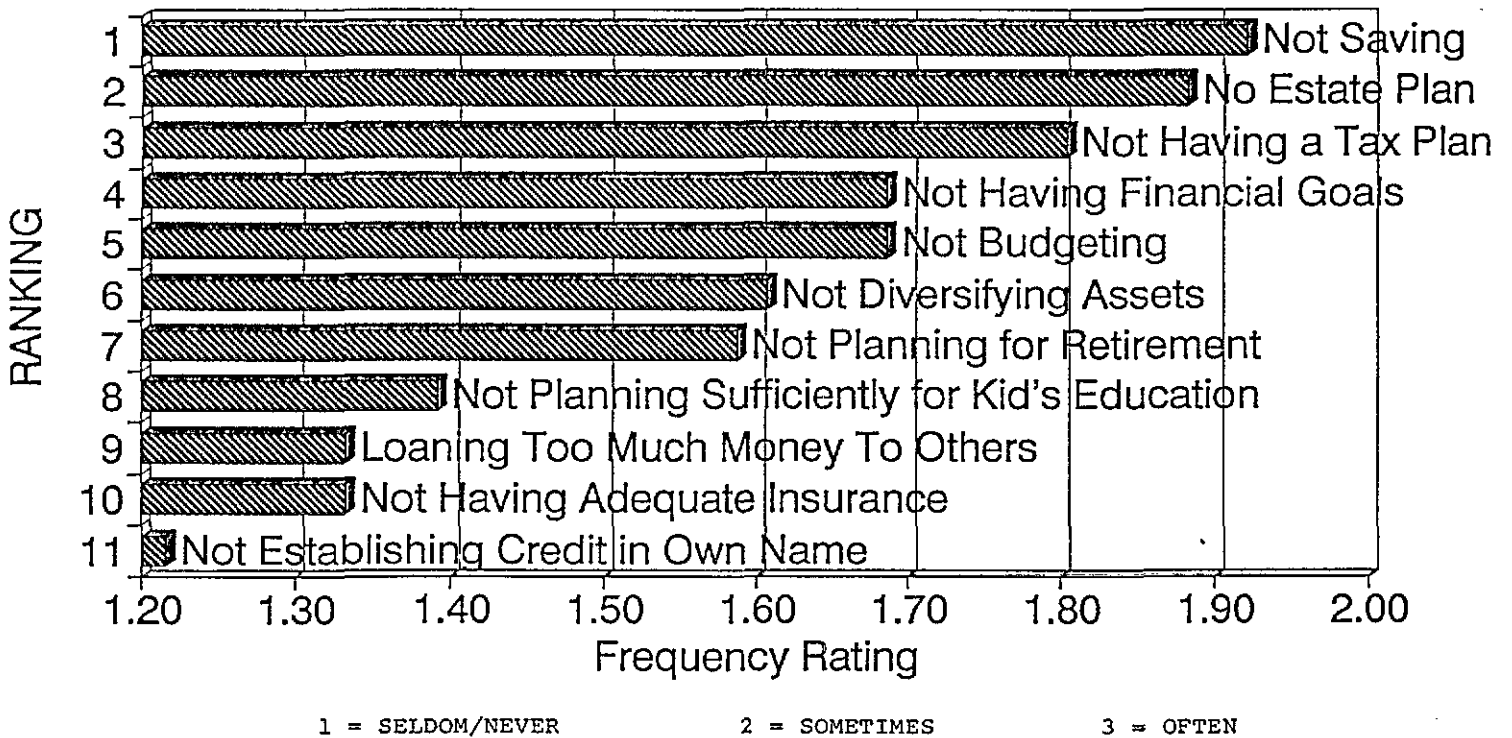 1 Not Saving
2 No Estate Plan
3 Not Having a Tax Plan
4 Not Having Financial Goals
5 Not Budgeting
6 Not Diversifying Assets
7 Not Planning for Retirement
8 Not Planning Sufficiently for Kid's Education
9 Loaning Too Much Money To Others
10 Not Having Adequate Insurance
11 Not Establishing Credit in Own Name
RANKING
1.20 1.30 1.40 1.50 1.60 1.70 1.80 1.90 2.00
Frequency Rating
1 = SELDOM/NEVER 2 = SOMETIMES 3 = OFTEN